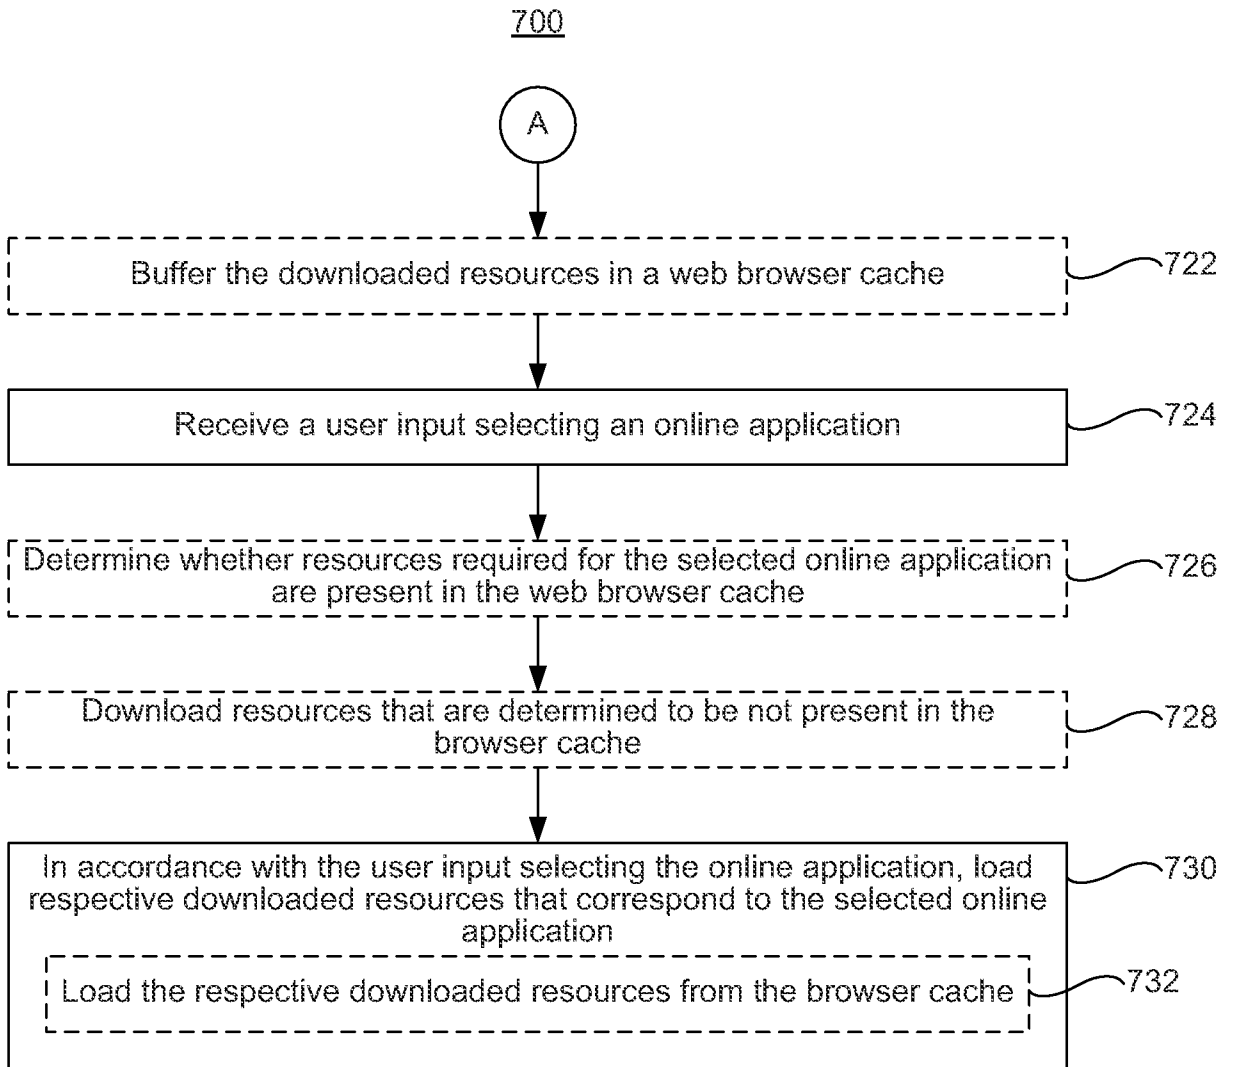 700
A
Buffer the downloaded resources in a web browser cache
722
Receive a user input selecting an online application
724
Determine whether resources required for the selected online application
are present in the web browser cache
726
Download resources that are determined to be not present in the
browser cache
728
In accordance with the user input selecting the online application, load
respective downloaded resources that correspond to the selected online
application
730
Load the respective downloaded resources from the browser cache
732